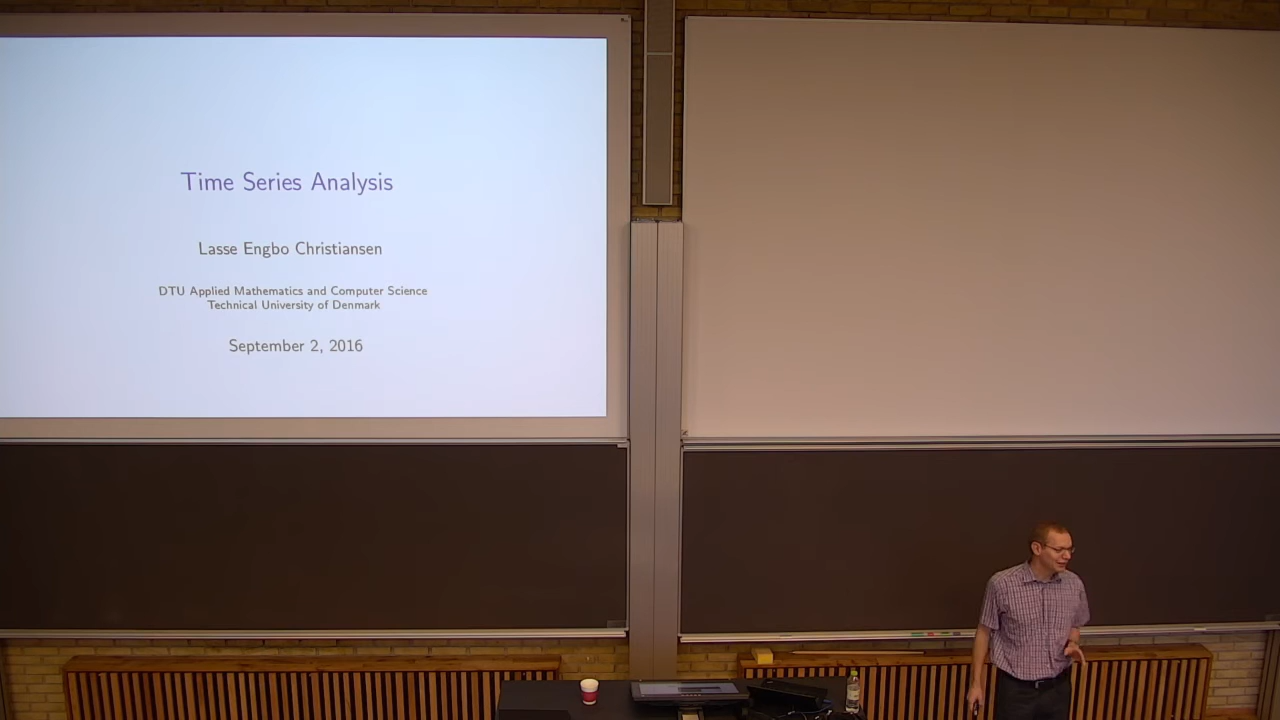 Time Series Analysis
Lasse Engbo Christiansen
DTU Applied Mathematics and Computer Science
Technical University of Denmark
September 2, 2016